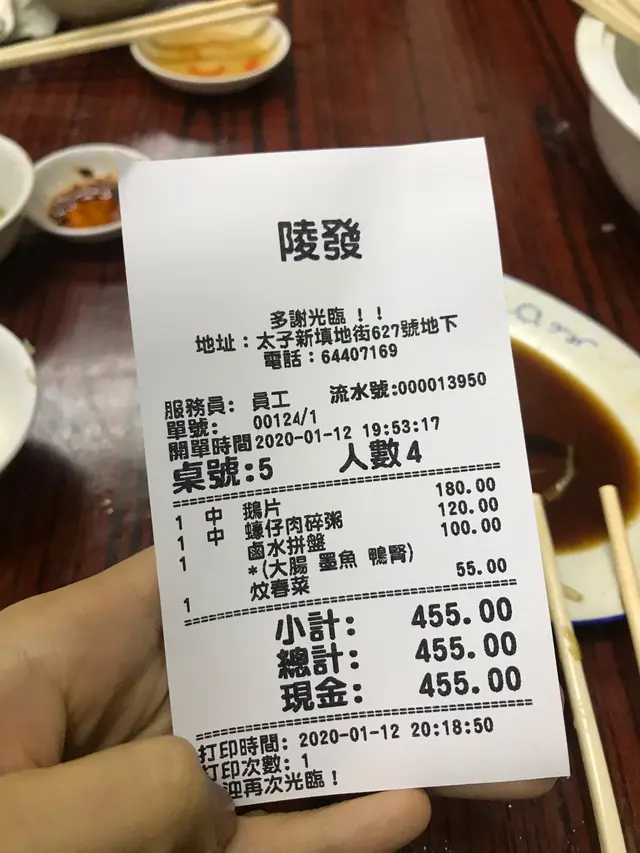 陵發
多謝光臨！！
地址：太子新填地街627號地下
電話：64407169
服務員： 員工 流水號:000013950
單號： 00124/1
開單時間 2020-01-12 19:53:17
桌號:5 人數4
1 中 鵝片 180.00
1 中 蠔仔肉碎粥 120.00
1 鹵水拼盤 100.00
*(大腸 墨魚 鴨腎)
1 炆春菜 55.00
小計: 455.00
總計: 455.00
現金: 455.00
打印時間: 2020-01-12 20:18:50
打印次數: 1
迎再次光臨！